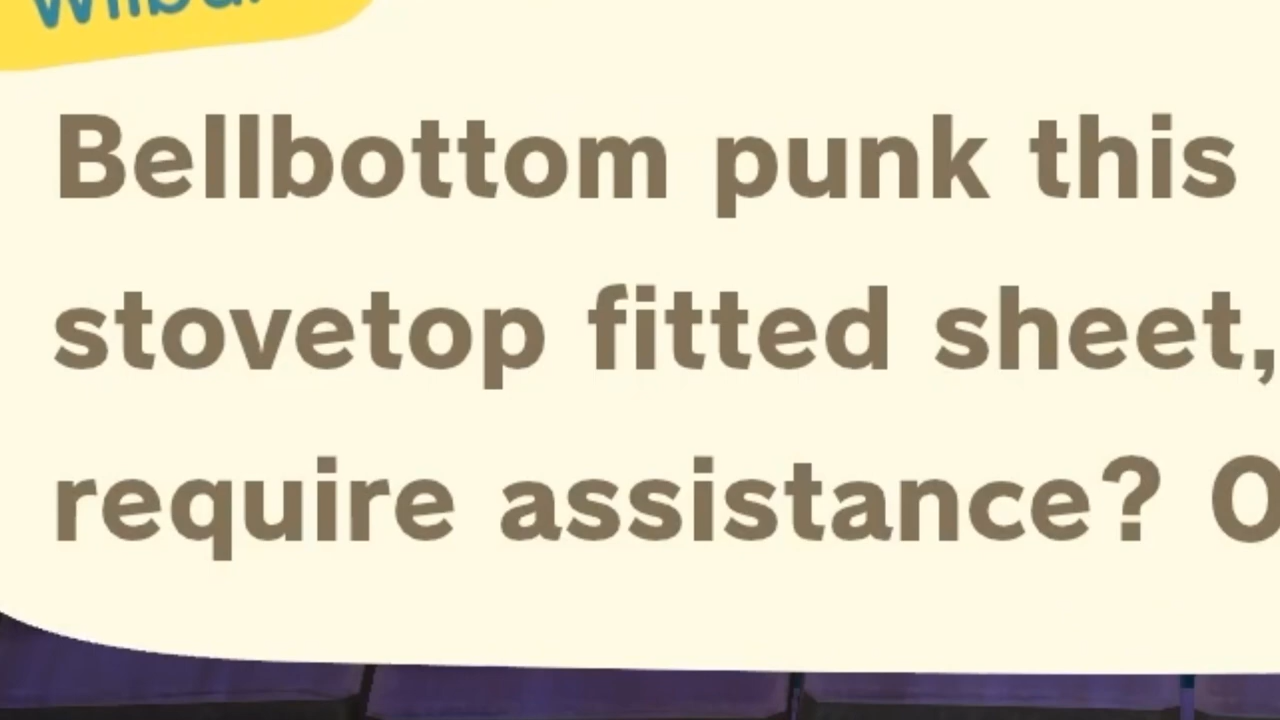 Bellbottom punk this
stovetop fitted sheet,
require assistance? O